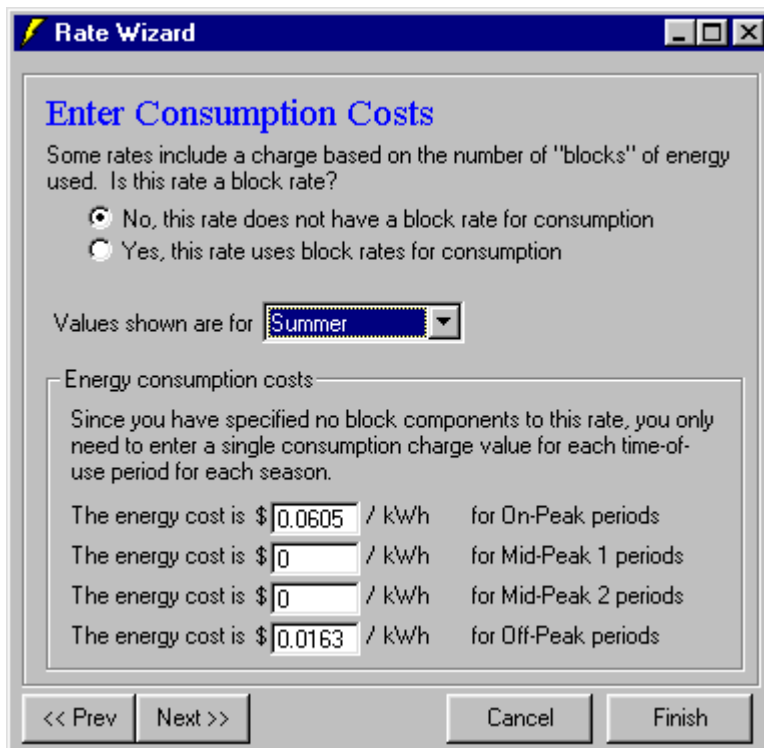 Rate Wizard
Enter Consumption Costs
Some rates include a charge based on the number of "blocks" of energy
used. Is this rate a block rate?
No, this rate does not have a block rate for consumption
Yes, this rate uses block rates for consumption
Values shown are for Summer
Energy consumption costs
Since you have specified no block components to this rate, you only
need to enter a single consumption charge value for each time-of-
use period for each season.
The energy cost is $ 0.0605 / kWh for On-Peak periods
The energy cost is $ 0 / kWh for Mid-Peak 1 periods
The energy cost is $ 0 / kWh for Mid-Peak 2 periods
The energy cost is $ 0.0163 / kWh for Off-Peak periods
<< Prev Next >> Cancel Finish